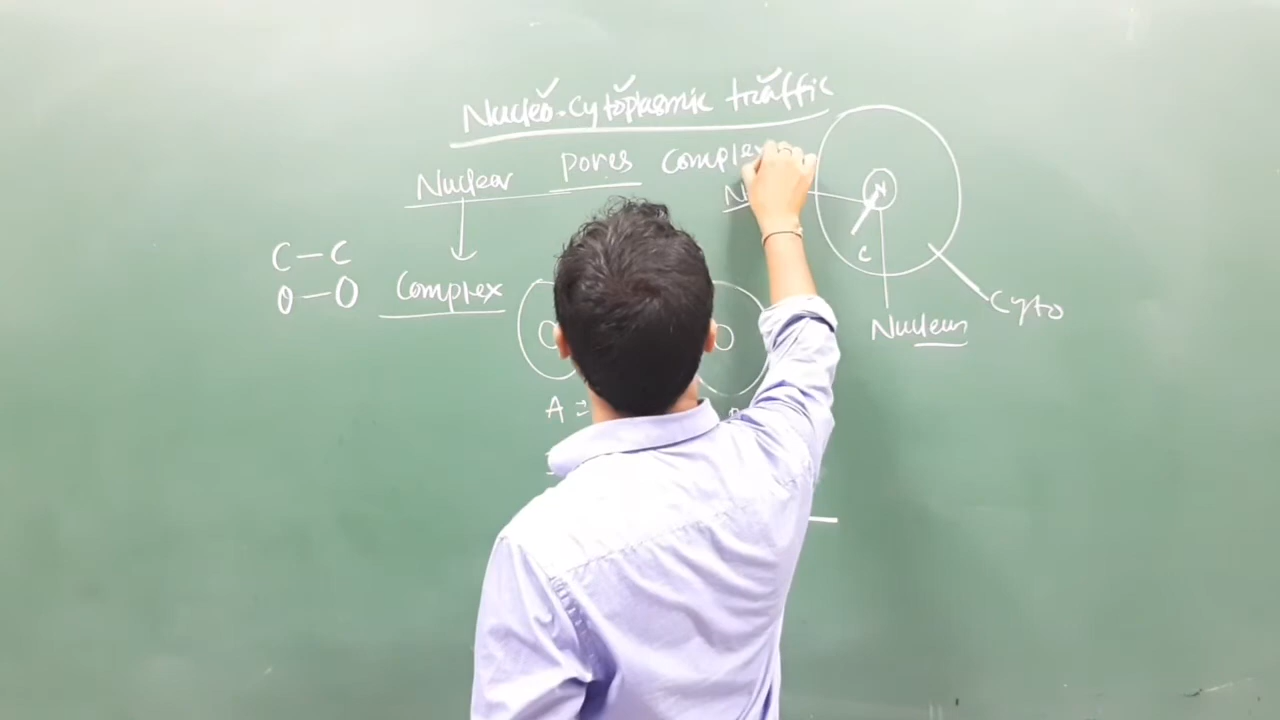 Nucleo-cytoplasmic traffic
Nuclear pores Complex
C - C
O - O
Complex
N
C
Nucleus
Cyto
A =